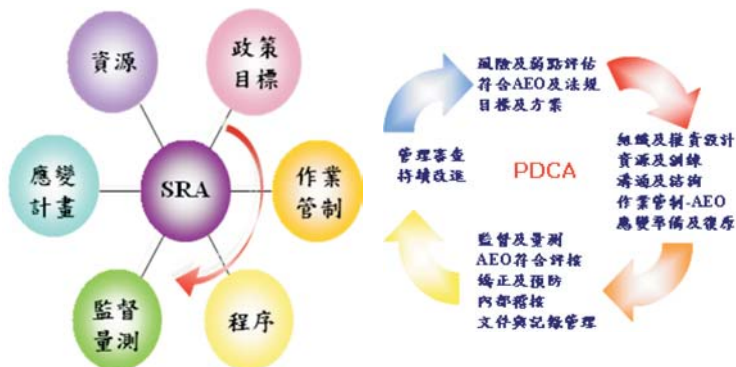 資源
政策
目標
應變
計畫
SRA
作業
管制
監督
量測
程序
風險及弱點評估
符合AEO及法規
目標及方案
管理審查
持續改進
PDCA
組織及權責設計
資源及訓練
溝通及諮詢
作業管制-AEO
應變準備及復原
監督及量測
AEO符合評核
矯正及預防
內部稽核
文件與記錄管理